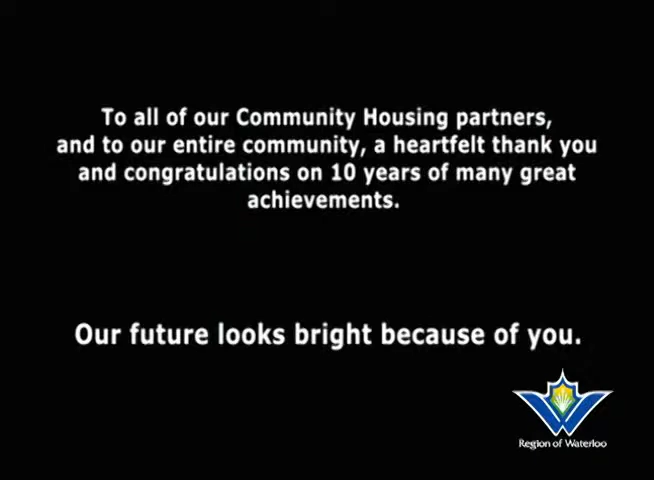 To all of our Community Housing partners,
and to our entire community, a heartfelt thank you
and congratulations on 10 years of many great
achievements.
Our future looks bright because of you.
Region of Waterloo